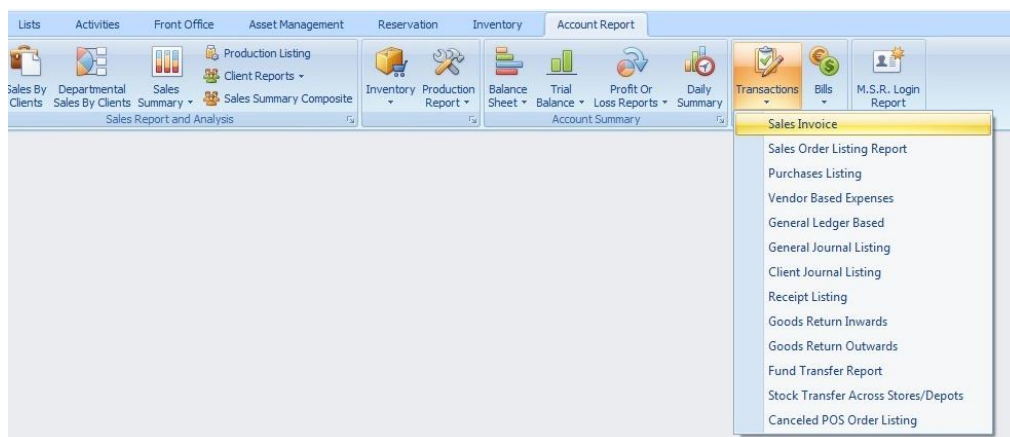 Lists Activities Front Office Asset Management Reservation Inventory Account Report
Sales By Clients
Departmental Sales By Clients
Sales Summary
Production Listing
Client Reports
Sales Summary Composite
Sales Report and Analysis
Inventory
Production Report
Balance Sheet
Trial Balance
Profit Or Loss Reports
Daily Summary
Account Summary
Transactions
Bills
M.S.R. Login Report
Sales Invoice
Sales Order Listing Report
Purchases Listing
Vendor Based Expenses
General Ledger Based
General Journal Listing
Client Journal Listing
Receipt Listing
Goods Return Inwards
Goods Return Outwards
Fund Transfer Report
Stock Transfer Across Stores/Depots
Canceled POS Order Listing